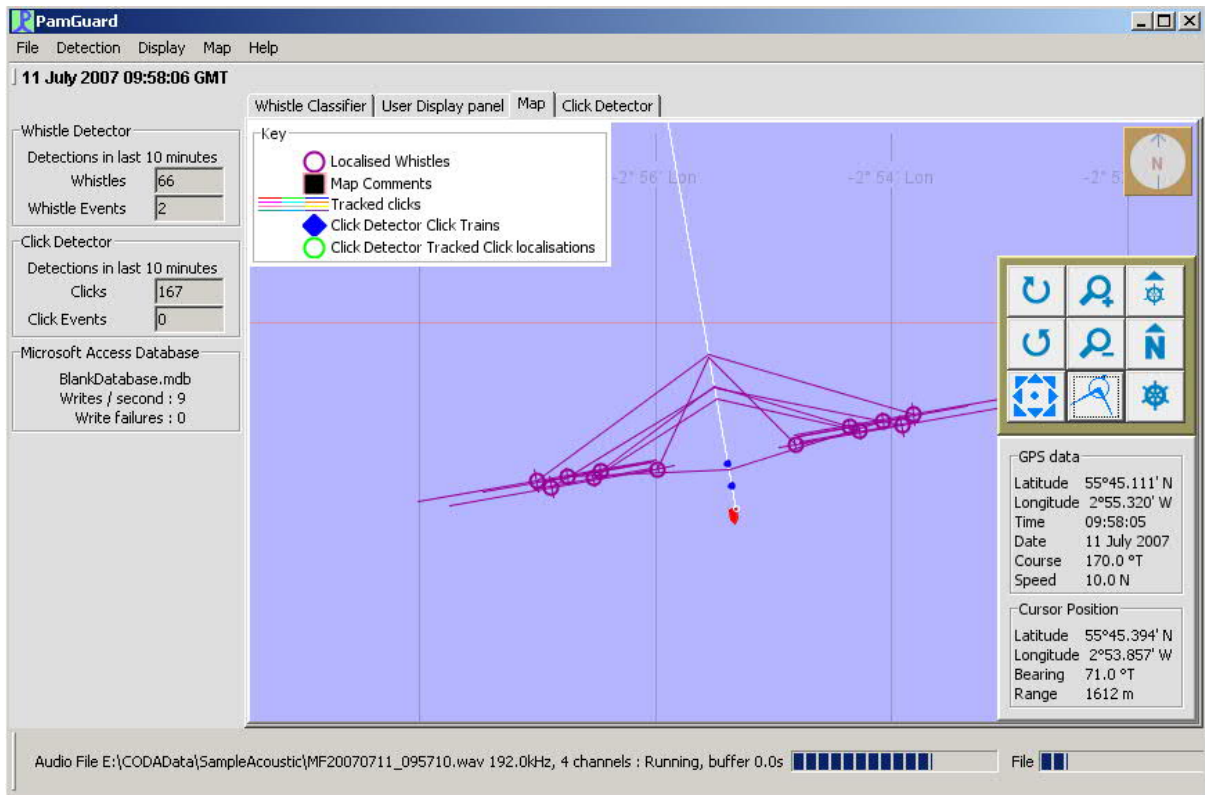 PamGuard
File Detection Display Map Help
11 July 2007 09:58:06 GMT
Whistle Classifier User Display panel Map Click Detector
Whistle Detector
Detections in last 10 minutes
Whistles 66
Whistle Events 2
Click Detector
Detections in last 10 minutes
Clicks 167
Click Events 0
Microsoft Access Database
BlankDatabase.mdb
Writes / second : 9
Write failures : 0
Key
Localised Whistles
Map Comments
Tracked clicks
Click Detector Click Trains
Click Detector Tracked Click localisations
-2° 56' Lon -2° 54' Lon -2° 5
N
N
GPS data
Latitude 55°45.111' N
Longitude 2°55.320' W
Time 09:58:05
Date 11 July 2007
Course 170.0 °T
Speed 10.0 N
Cursor Position
Latitude 55°45.394' N
Longitude 2°53.857' W
Bearing 71.0 °T
Range 1612 m
Audio File E:\CODAData\SampleAcoustic\MF20070711_095710.wav 192.0kHz, 4 channels : Running, buffer 0.0s File